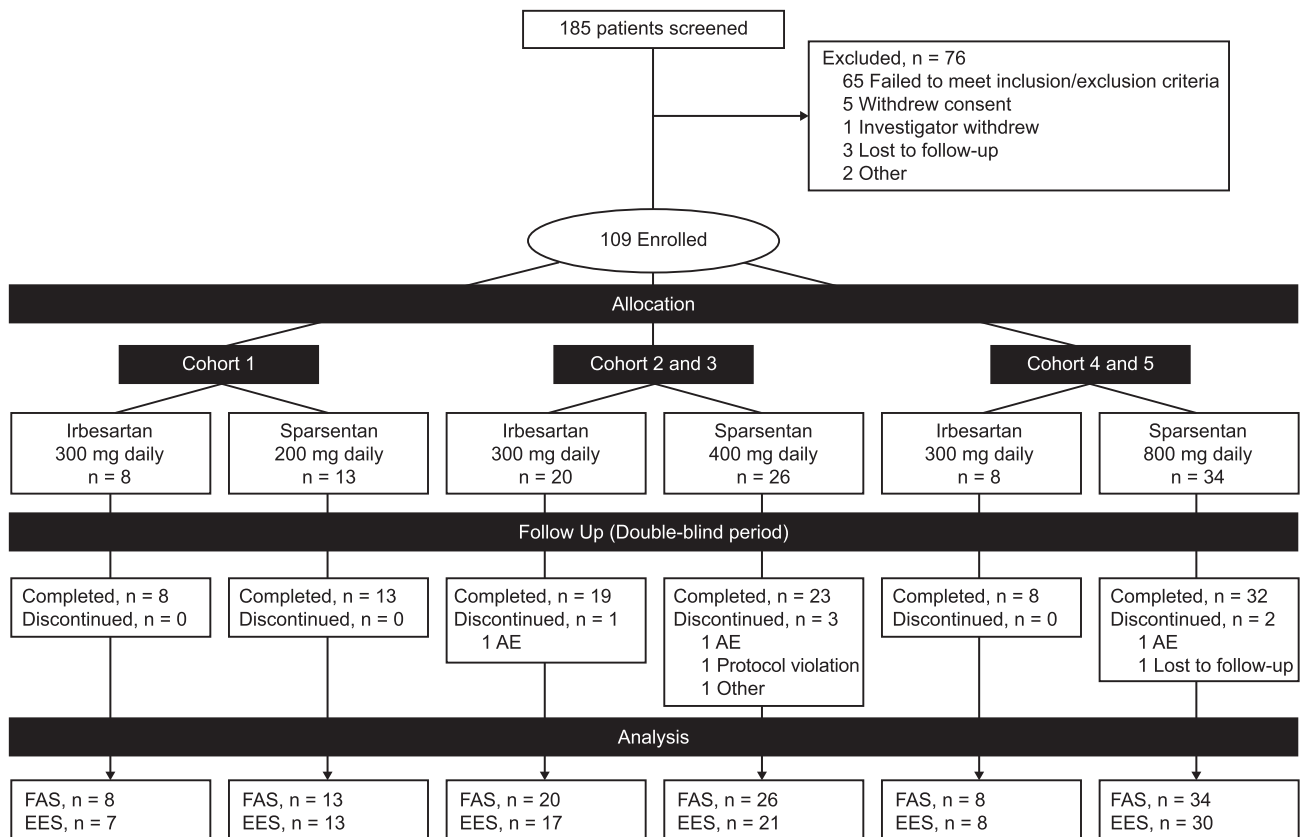 185 patients screened
Excluded, n = 76
65 Failed to meet inclusion/exclusion criteria
5 Withdrew consent
1 Investigator withdrew
3 Lost to follow-up
2 Other
109 Enrolled
Allocation
Cohort 1
Cohort 2 and 3
Cohort 4 and 5
Irbesartan
300 mg daily
n = 8
Sparsentan
200 mg daily
n = 13
Irbesartan
300 mg daily
n = 20
Sparsentan
400 mg daily
n = 26
Irbesartan
300 mg daily
n = 8
Sparsentan
800 mg daily
n = 34
Follow Up (Double-blind period)
Completed, n = 8
Discontinued, n = 0
Completed, n = 13
Discontinued, n = 0
Completed, n = 19
Discontinued, n = 1
1 AE
Completed, n = 23
Discontinued, n = 3
1 AE
1 Protocol violation
1 Other
Completed, n = 8
Discontinued, n = 0
Completed, n = 32
Discontinued, n = 2
1 AE
1 Lost to follow-up
Analysis
FAS, n = 8
EES, n = 7
FAS, n = 13
EES, n = 13
FAS, n = 20
EES, n = 17
FAS, n = 26
EES, n = 21
FAS, n = 8
EES, n = 8
FAS, n = 34
EES, n = 30